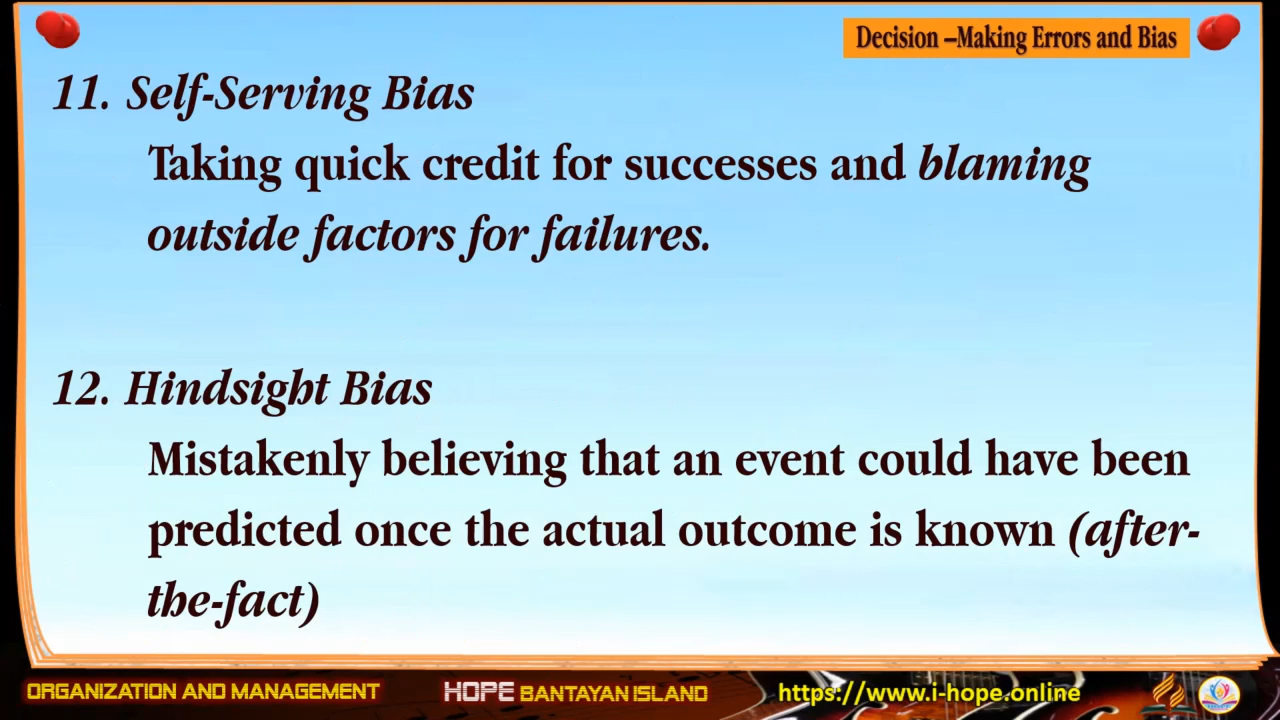 Decision –Making Errors and Bias
11. Self-Serving Bias
Taking quick credit for successes and blaming
outside factors for failures.
12. Hindsight Bias
Mistakenly believing that an event could have been
predicted once the actual outcome is known (after-
the-fact)
ORGANIZATION AND MANAGEMENT HOPE BANTAYAN ISLAND https://www.i-hope.online